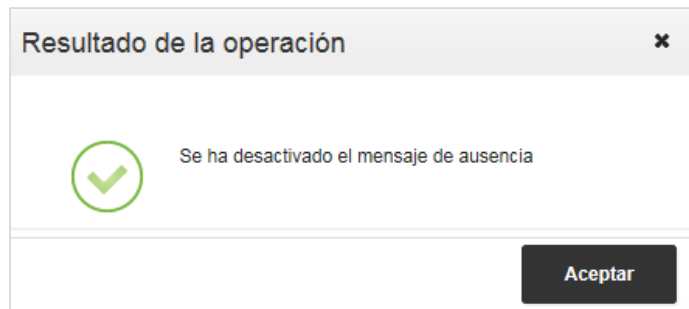 Resultado de la operación
Se ha desactivado el mensaje de ausencia
Aceptar